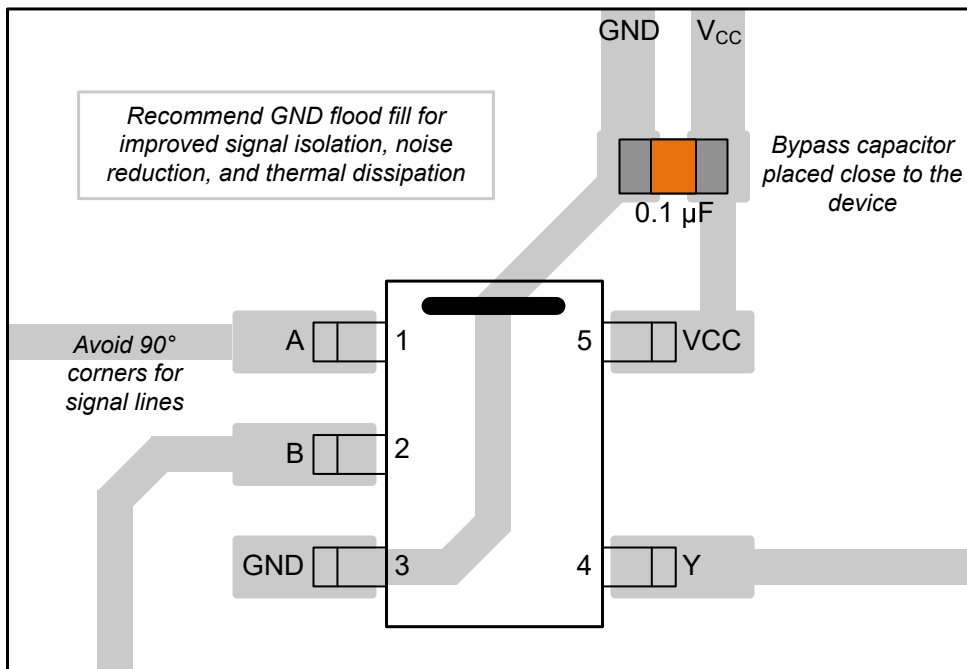 GND VCC
Recommend GND flood fill for
improved signal isolation, noise
reduction, and thermal dissipation
Bypass capacitor
placed close to the
device
0.1 µF
A 1 5 VCC
Avoid 90°
corners for
signal lines
B 2
GND 3 4 Y